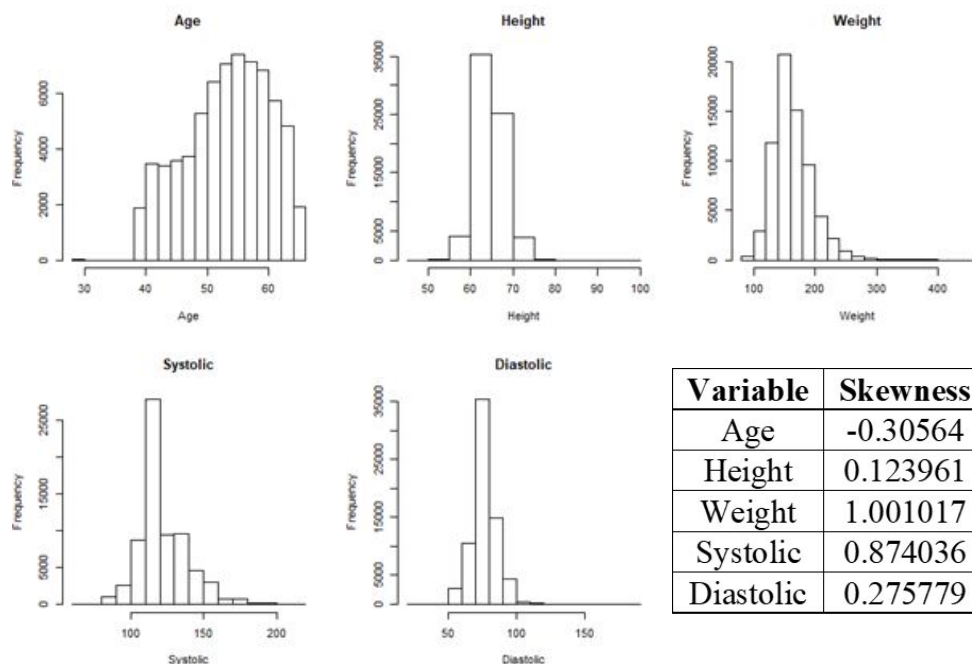 Age
Frequency
0 2000 4000 6000
30 40 50 60
Age
Height
Frequency
0 5000 15000 25000 35000
50 60 70 80 90 100
Height
Weight
Frequency
0 5000 10000 15000 20000
100 200 300 400
Weight
Systolic
Frequency
0 5000 15000 25000
100 150 200
Systolic
Diastolic
Frequency
0 5000 15000 25000 35000
50 100 150
Diastolic
Variable Skewness
Age -0.30564
Height 0.123961
Weight 1.001017
Systolic 0.874036
Diastolic 0.275779